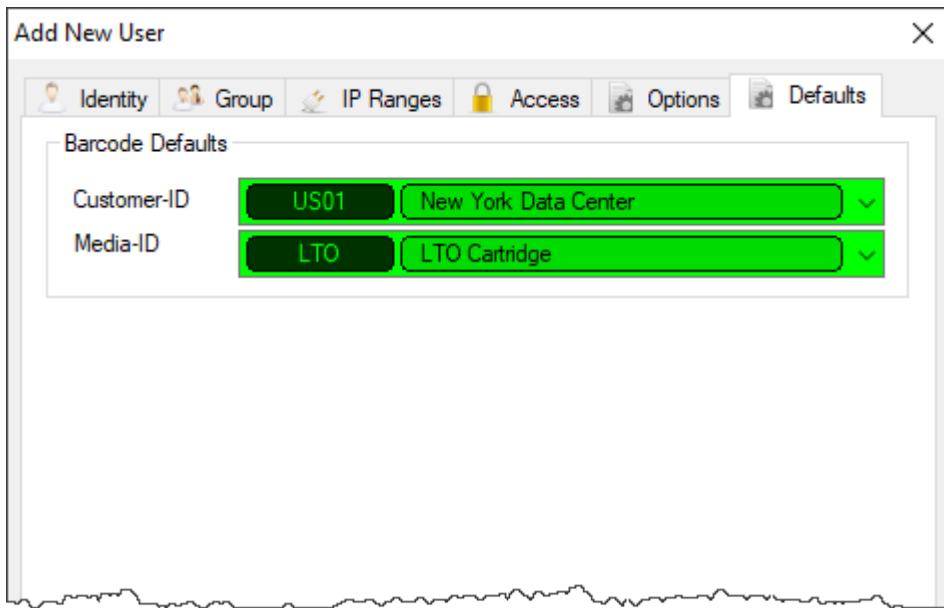 Add New User
Identity Group IP Ranges Access Options Defaults
Barcode Defaults
Customer-ID US01 New York Data Center
Media-ID LTO LTO Cartridge